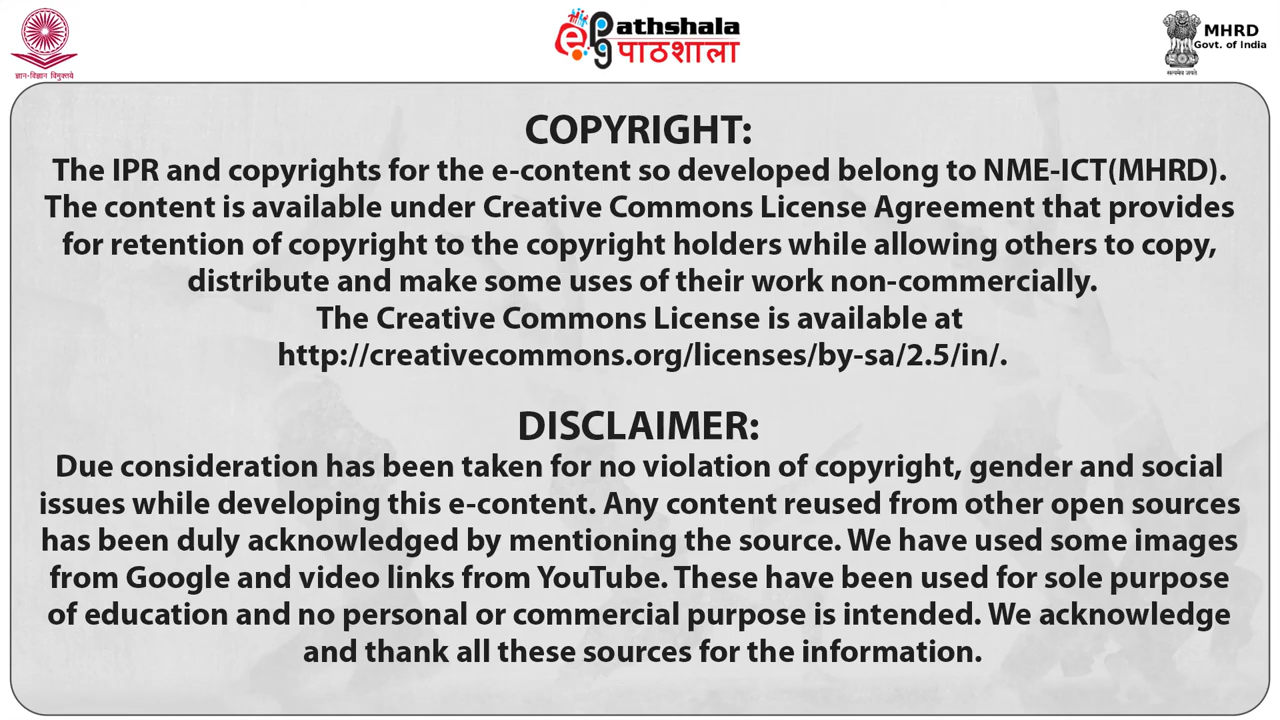 ज्ञान-विज्ञान विमुक्तये
e Pathshala
पाठशाला
MHRD
Govt. of India
सत्यमेव जयते
COPYRIGHT:
The IPR and copyrights for the e-content so developed belong to NME-ICT(MHRD).
The content is available under Creative Commons License Agreement that provides
for retention of copyright to the copyright holders while allowing others to copy,
distribute and make some uses of their work non-commercially.
The Creative Commons License is available at
http://creativecommons.org/licenses/by-sa/2.5/in/.
DISCLAIMER:
Due consideration has been taken for no violation of copyright, gender and social
issues while developing this e-content. Any content reused from other open sources
has been duly acknowledged by mentioning the source. We have used some images
from Google and video links from YouTube. These have been used for sole purpose
of education and no personal or commercial purpose is intended. We acknowledge
and thank all these sources for the information.